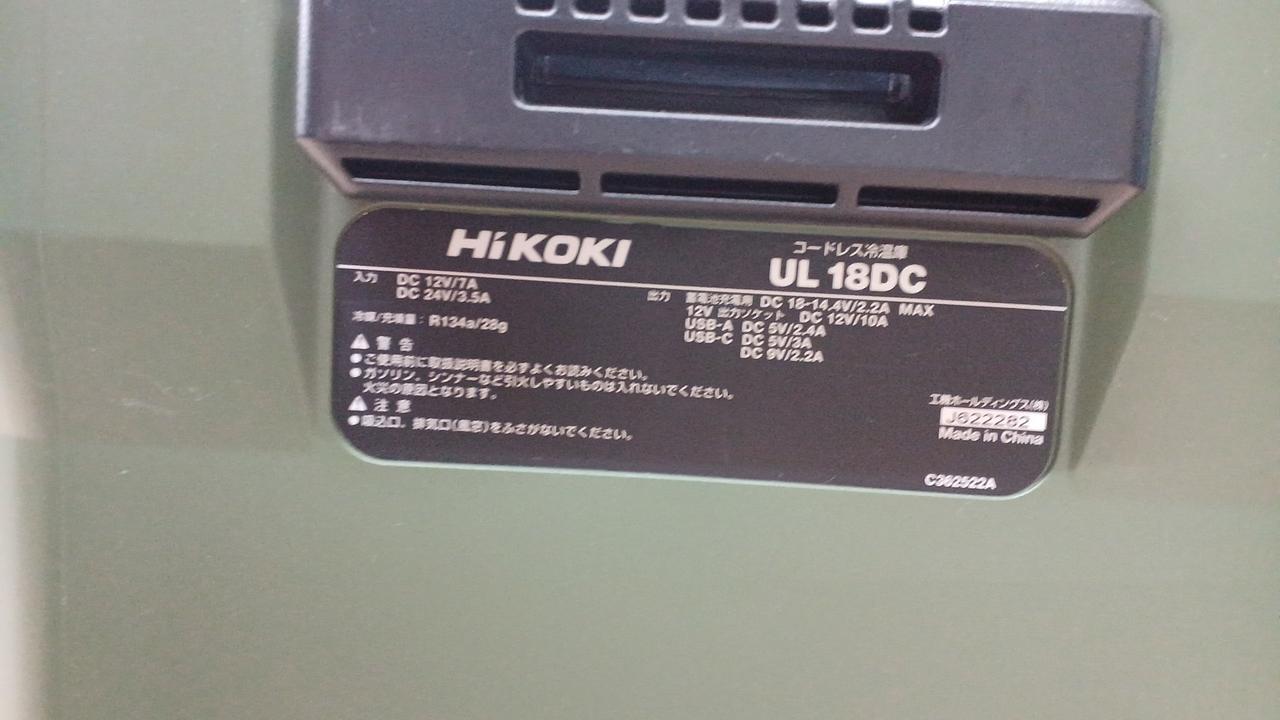 HiKOKI
コードレス冷温庫
UL 18DC
入力 DC 12V/7A
DC 24V/3.5A
冷媒/充填量：R134a/28g
出力 蓄電池充電用 DC 18-14.4V/2.2A MAX
12V 出力ソケット DC 12V/10A
USB-A DC 5V/2.4A
USB-C DC 5V/3A
DC 9V/2.2A
⚠ 警告
●ご使用前に取扱説明書を必ずよくお読みください。
●ガソリン、シンナーなど引火しやすいものは入れないでください。
火災の原因となります。
⚠ 注意
●吸込口、排気口(風窓)をふさがないでください。
工機ホールディングス(株)
J622282
Made in China
C362522A